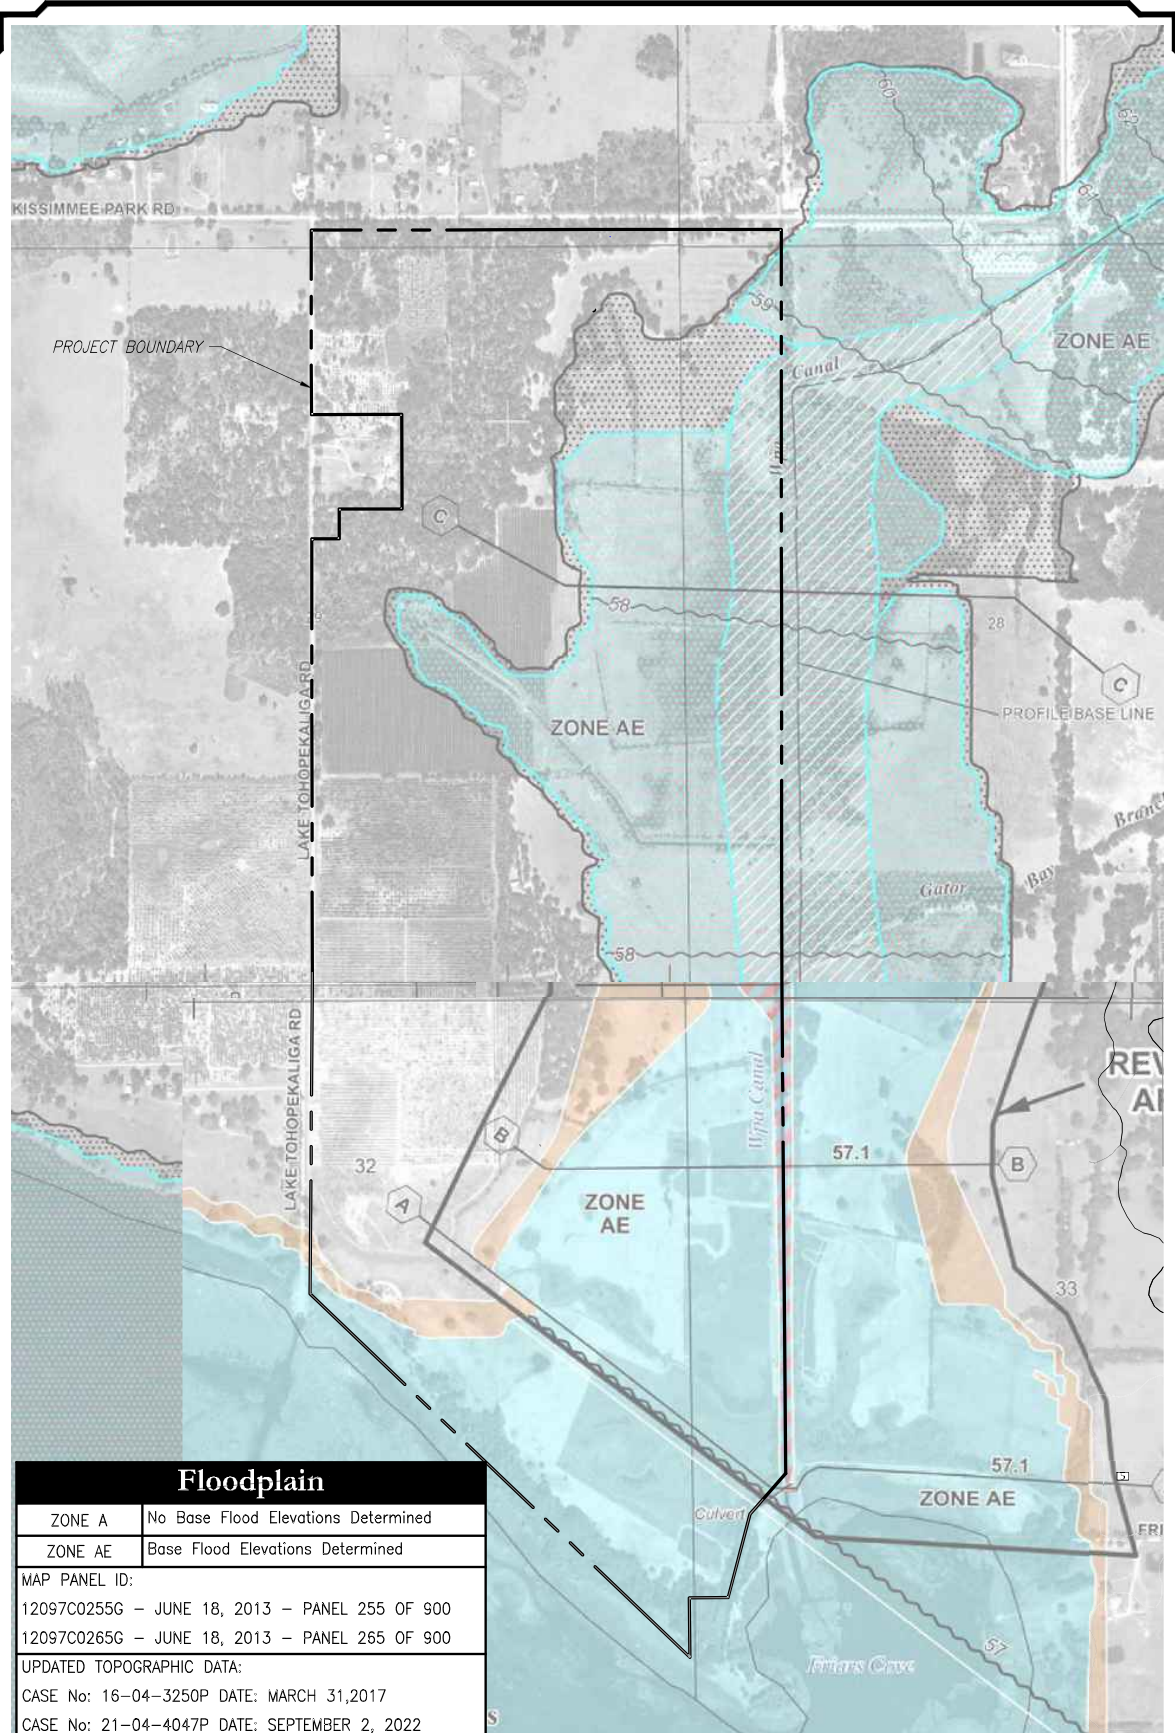 60
62
61
KISSIMMEE PARK RD
59
PROJECT BOUNDARY
ZONE AE
Canal
Wpa
C
58
28
C
LAKE TOHOPEKALIGA RD
PROFILE BASE LINE
ZONE AE
Branch
Bay
Gator
58
LAKE TOHOPEKALIGA RD
Wpa Canal
REV
AR
B
57.1
B
32
ZONE
AE
A
33
57.1
ZONE AE
Culvert
FRI
57
Friars Cove
S
Floodplain
ZONE A No Base Flood Elevations Determined
ZONE AE Base Flood Elevations Determined
MAP PANEL ID:
12097C0255G – JUNE 18, 2013 – PANEL 255 OF 900
12097C0265G – JUNE 18, 2013 – PANEL 265 OF 900
UPDATED TOPOGRAPHIC DATA:
CASE No: 16–04–3250P DATE: MARCH 31,2017
CASE No: 21–04–4047P DATE: SEPTEMBER 2, 2022